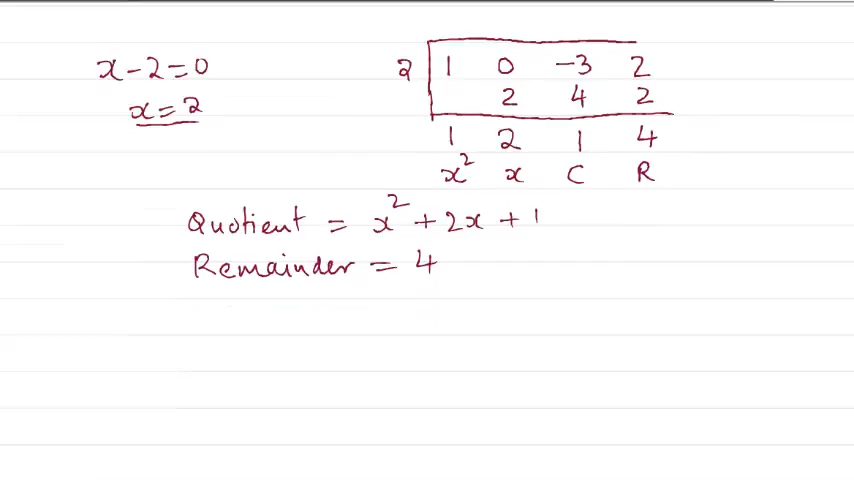 x-2=0
x=2
2 1 0 -3 2
2 4 2
1 2 1 4
x² x C R
Quotient = x² + 2x + 1
Remainder = 4